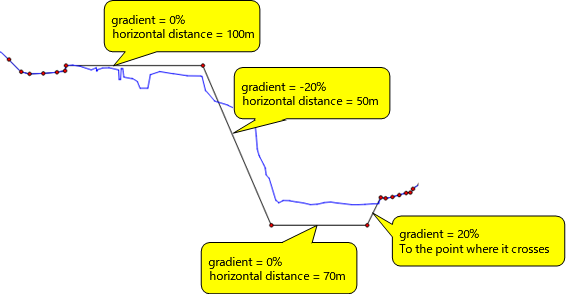 gradient = 0%
horizontal distance = 100m
gradient = -20%
horizontal distance = 50m
gradient = 20%
To the point where it crosses
gradient = 0%
horizontal distance = 70m